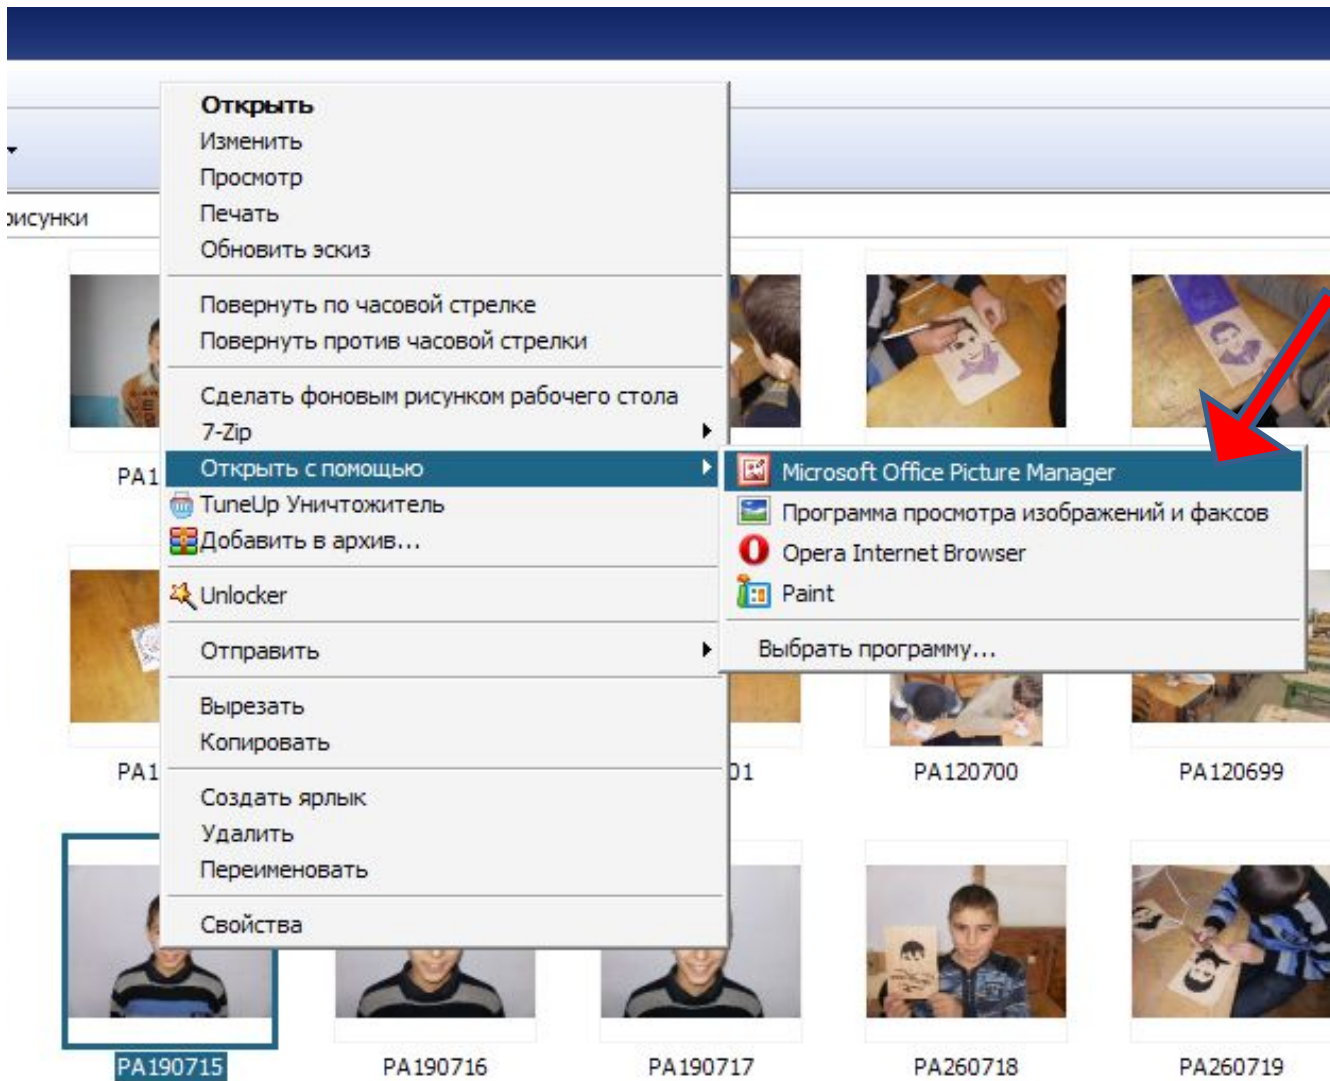 рисунки
Открыть
Изменить
Просмотр
Печать
Обновить эскиз
Повернуть по часовой стрелке
Повернуть против часовой стрелки
Сделать фоновым рисунком рабочего стола
7-Zip
Открыть с помощью
TuneUp Уничтожитель
Добавить в архив...
Unlocker
Отправить
Вырезать
Копировать
Создать ярлык
Удалить
Переименовать
Свойства
Microsoft Office Picture Manager
Программа просмотра изображений и факсов
Opera Internet Browser
Paint
Выбрать программу...
PA1
PA1
01
PA120700
PA120699
PA190715
PA190716
PA190717
PA260718
PA260719